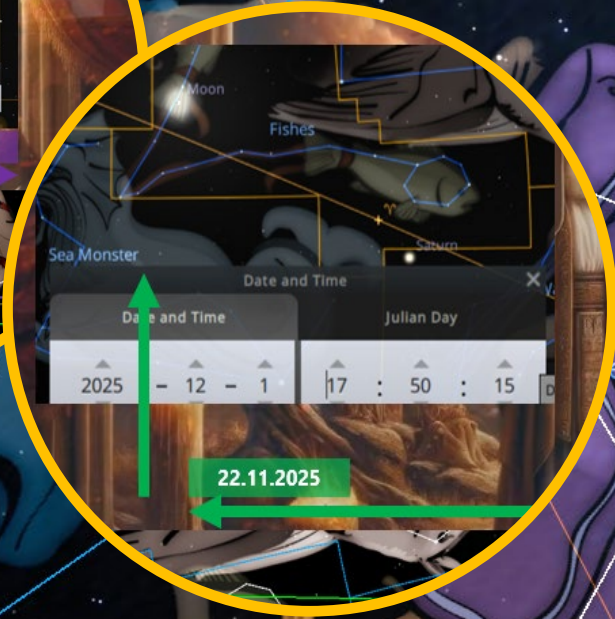 Moon
Fishes
♈
Saturn
Sea Monster
Date and Time ×
Date and Time Julian Day
2025 - 12 - 1 17 : 50 : 15
22.11.2025